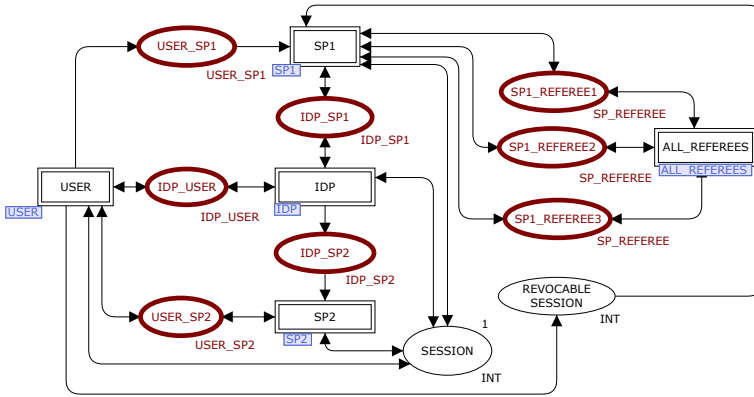 USER_SP1
USER_SP1
SP1
SP1
SP1_REFEREE1
SP_REFEREE
IDP_SP1
IDP_SP1
SP1_REFEREE2
SP_REFEREE
ALL_REFEREES
ALL_REFEREES
USER
USER
IDP_USER
IDP_USER
IDP
IDP
SP1_REFEREE3
SP_REFEREE
IDP_SP2
IDP_SP2
REVOCABLE
SESSION
INT
USER_SP2
USER_SP2
SP2
SP2
1
SESSION
INT